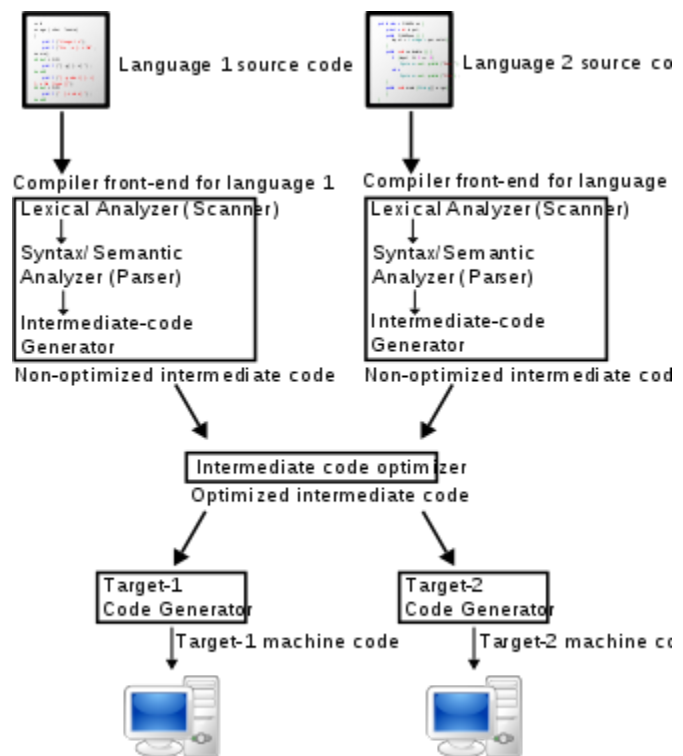 Language 1 source code
Language 2 source co
Compiler front-end for language 1
Lexical Analyzer (Scanner)
Syntax/Semantic
Analyzer (Parser)
Intermediate-code
Generator
Non-optimized intermediate code
Compiler front-end for language
Lexical Analyzer (Scanner)
Syntax/Semantic
Analyzer (Parser)
Intermediate-code
Generator
Non-optimized intermediate cod
Intermediate code optimizer
Optimized intermediate code
Target-1
Code Generator
Target-1 machine code
Target-2
Code Generator
Target-2 machine co